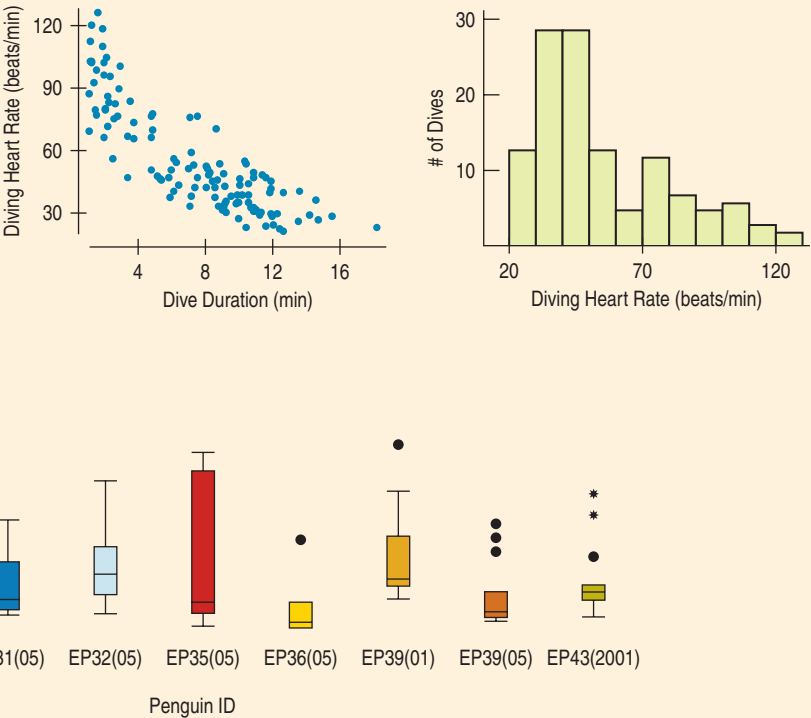 Diving Heart Rate (beats/min)
120
90
60
30
4 8 12 16
Dive Duration (min)
# of Dives
30
20
10
20 70 120
Diving Heart Rate (beats/min)
31(05) EP32(05) EP35(05) EP36(05) EP39(01) EP39(05) EP43(2001)
Penguin ID